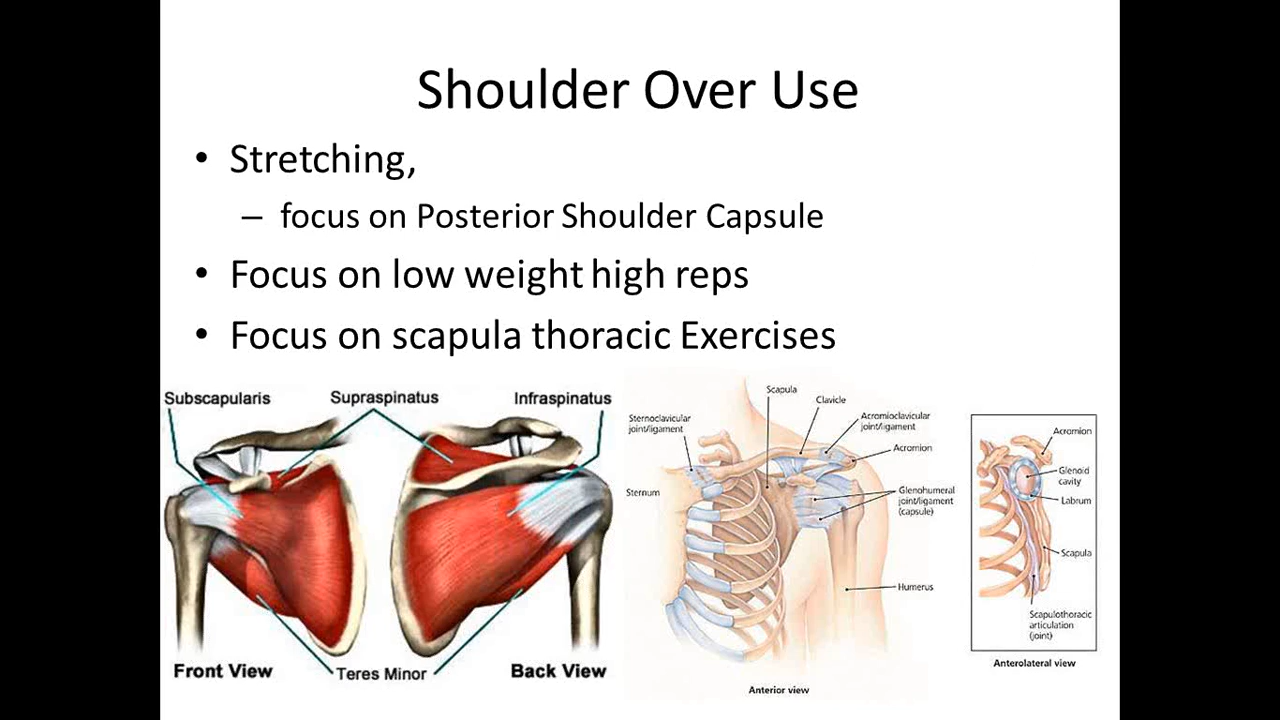 Shoulder Over Use
• Stretching,
– focus on Posterior Shoulder Capsule
• Focus on low weight high reps
• Focus on scapula thoracic Exercises
Subscapularis
Supraspinatus
Infraspinatus
Front View
Teres Minor
Back View
Scapula
Clavicle
Sternoclavicular
joint/ligament
Acromioclavicular
joint/ligament
Acromion
Sternum
Glenohumeral
joint/ligament
(capsule)
Humerus
Anterior view
Acromion
Glenoid
cavity
Labrum
Scapula
Scapulothoracic
articulation
(joint)
Anterolateral view